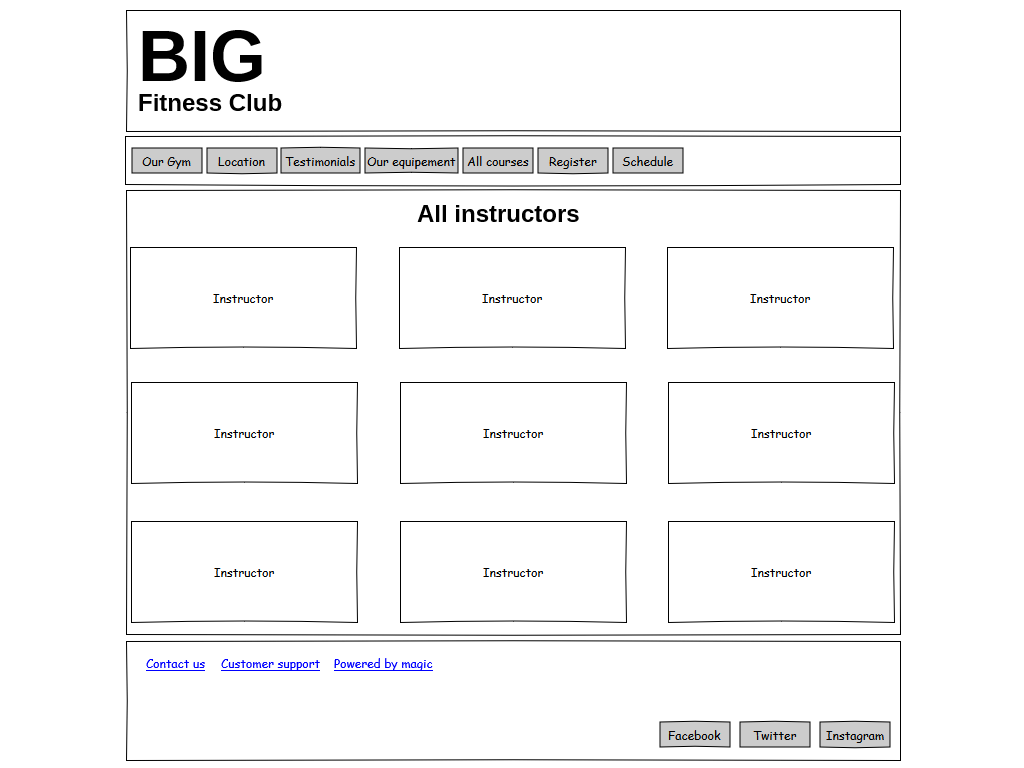 BIG
Fitness Club
Our Gym Location Testimonials Our equipement All courses Register Schedule
All instructors
Instructor Instructor Instructor
Instructor Instructor Instructor
Instructor Instructor Instructor
Contact us Customer support Powered by magic
Facebook Twitter Instagram